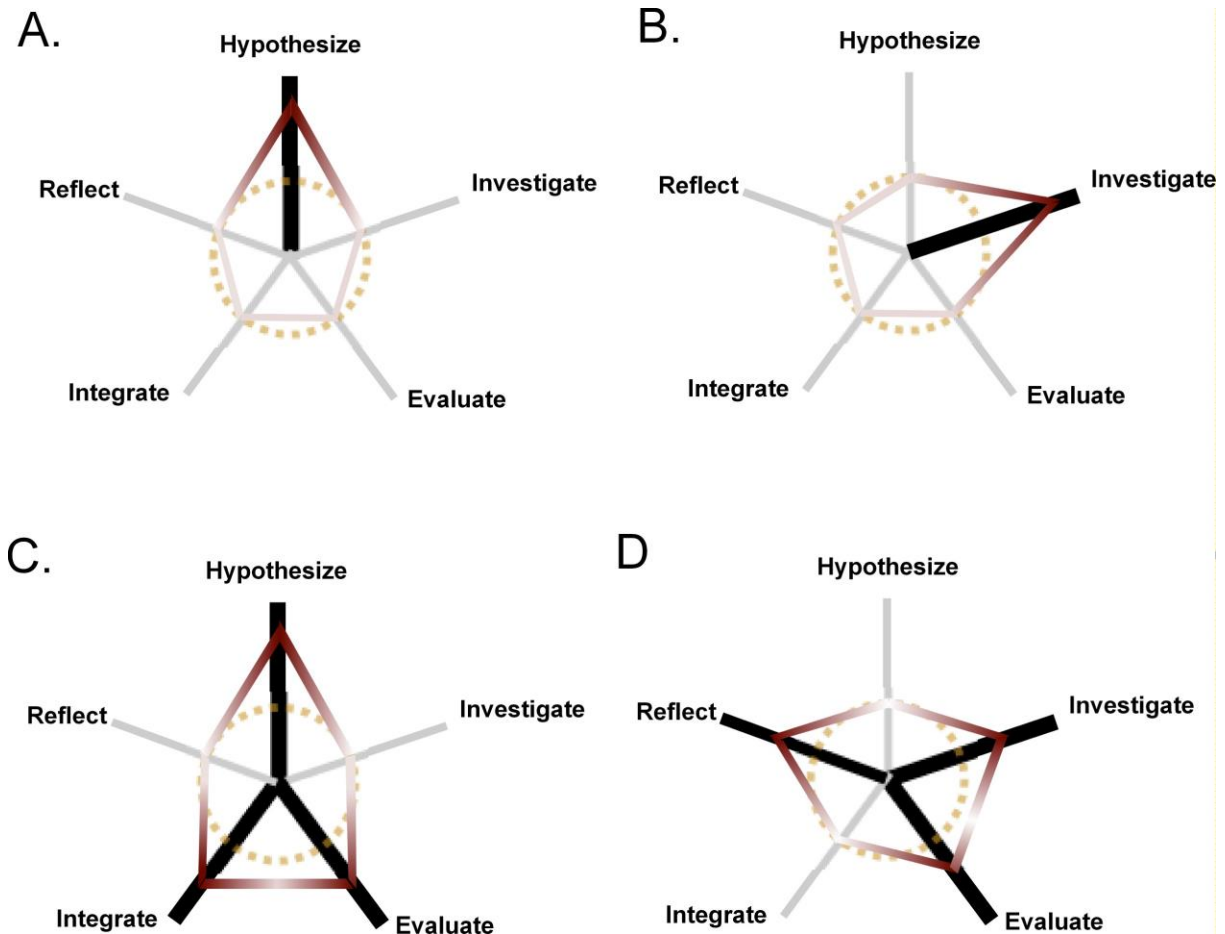 A.
Hypothesize
Reflect
Investigate
Integrate
Evaluate
B.
Hypothesize
Reflect
Investigate
Integrate
Evaluate
C.
Hypothesize
Reflect
Investigate
Integrate
Evaluate
D
Hypothesize
Reflect
Investigate
Integrate
Evaluate